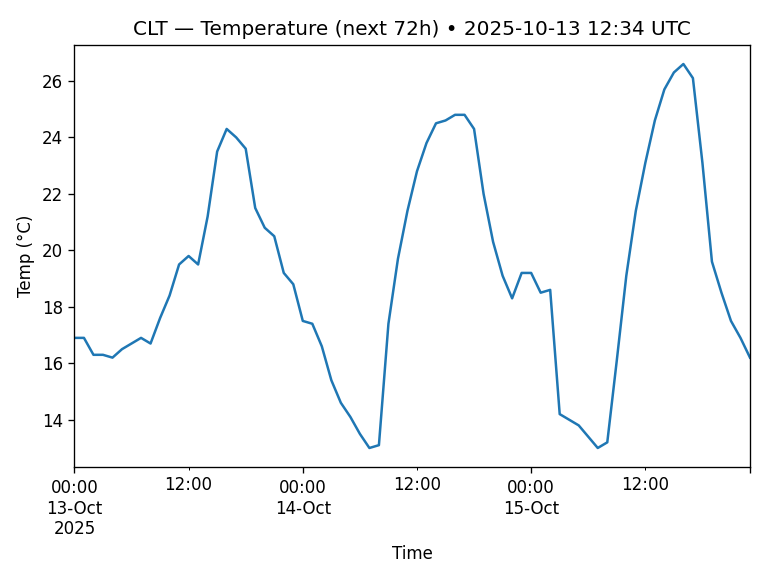 CLT — Temperature (next 72h) • 2025-10-13 12:34 UTC
26
24
22
20
18
16
14
Temp (°C)
00:00 12:00 00:00 12:00 00:00 12:00
13-Oct 14-Oct 15-Oct
2025
Time